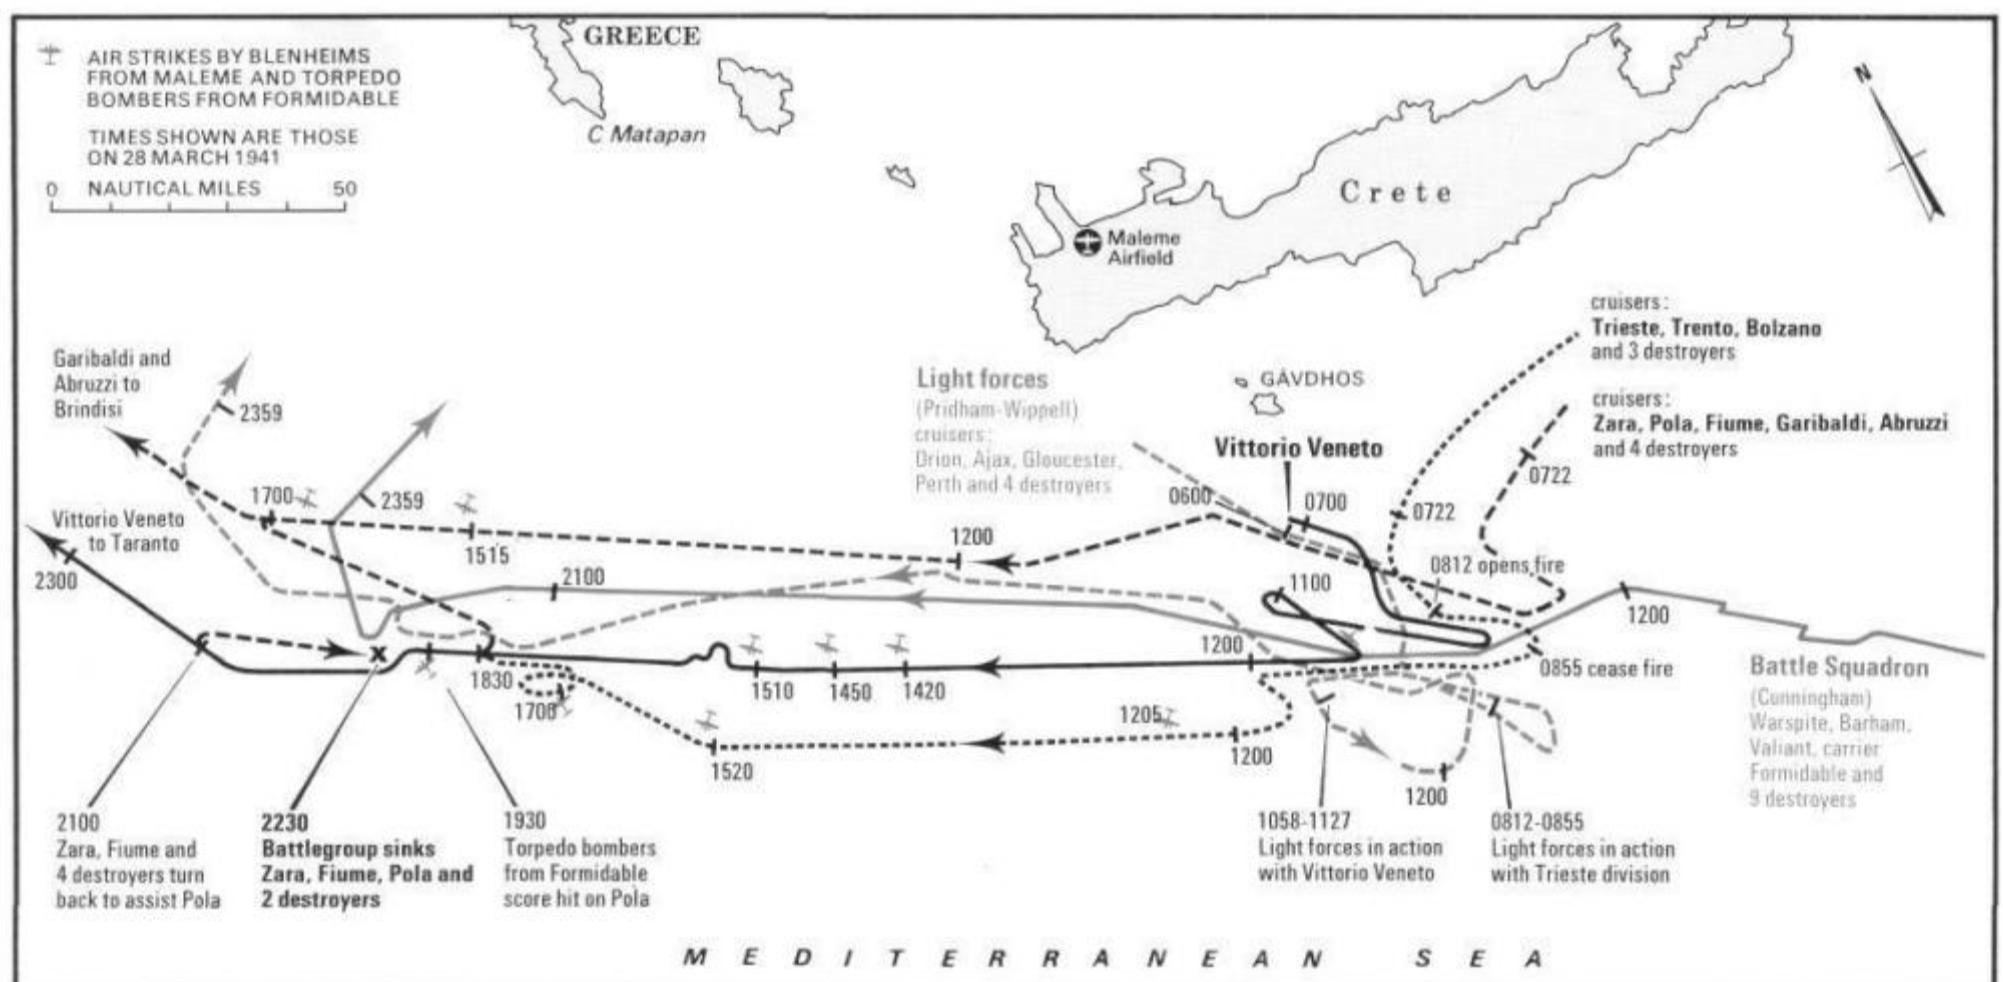 AIR STRIKES BY BLENHEIMS
FROM MALEME AND TORPEDO
BOMBERS FROM FORMIDABLE
TIMES SHOWN ARE THOSE
ON 28 MARCH 1941
0 NAUTICAL MILES 50
GREECE
C Matapan
N
Crete
Maleme
Airfield
cruisers:
Trieste, Trento, Bolzano
and 3 destroyers
Garibaldi and
Abruzzi to
Brindisi
2359
Light forces
(Pridham-Wippell)
cruisers:
Orion, Ajax, Gloucester,
Perth and 4 destroyers
GÁVDHOS
cruisers:
Zara, Pola, Fiume, Garibaldi, Abruzzi
and 4 destroyers
Vittorio Veneto
0722
1700
2359
0600
0700
0722
Vittorio Veneto
to Taranto
1515
1200
0812 opens fire
2300
2100
1100
1200
1200
0855 cease fire
1830
1510
1450
1420
1700
1205
1520
1200
1200
Battle Squadron
(Cunningham)
Warspite, Barham,
Valiant, carrier
Formidable and
9 destroyers
2100
Zara, Fiume and
4 destroyers turn
back to assist Pola
2230
Battlegroup sinks
Zara, Fiume, Pola and
2 destroyers
1930
Torpedo bombers
from Formidable
score hit on Pola
1058-1127
Light forces in action
with Vittorio Veneto
0812-0855
Light forces in action
with Trieste division
MEDITERRANEAN SEA